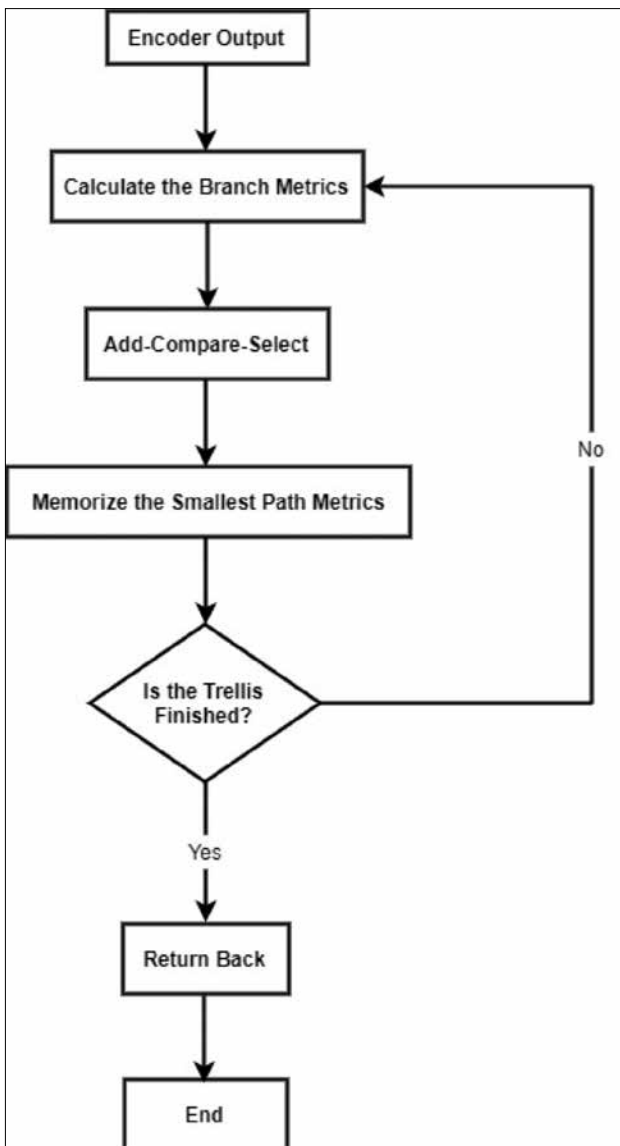 Encoder Output
Calculate the Branch Metrics
Add-Compare-Select
No
Memorize the Smallest Path Metrics
Is the Trellis
Finished?
Yes
Return Back
End